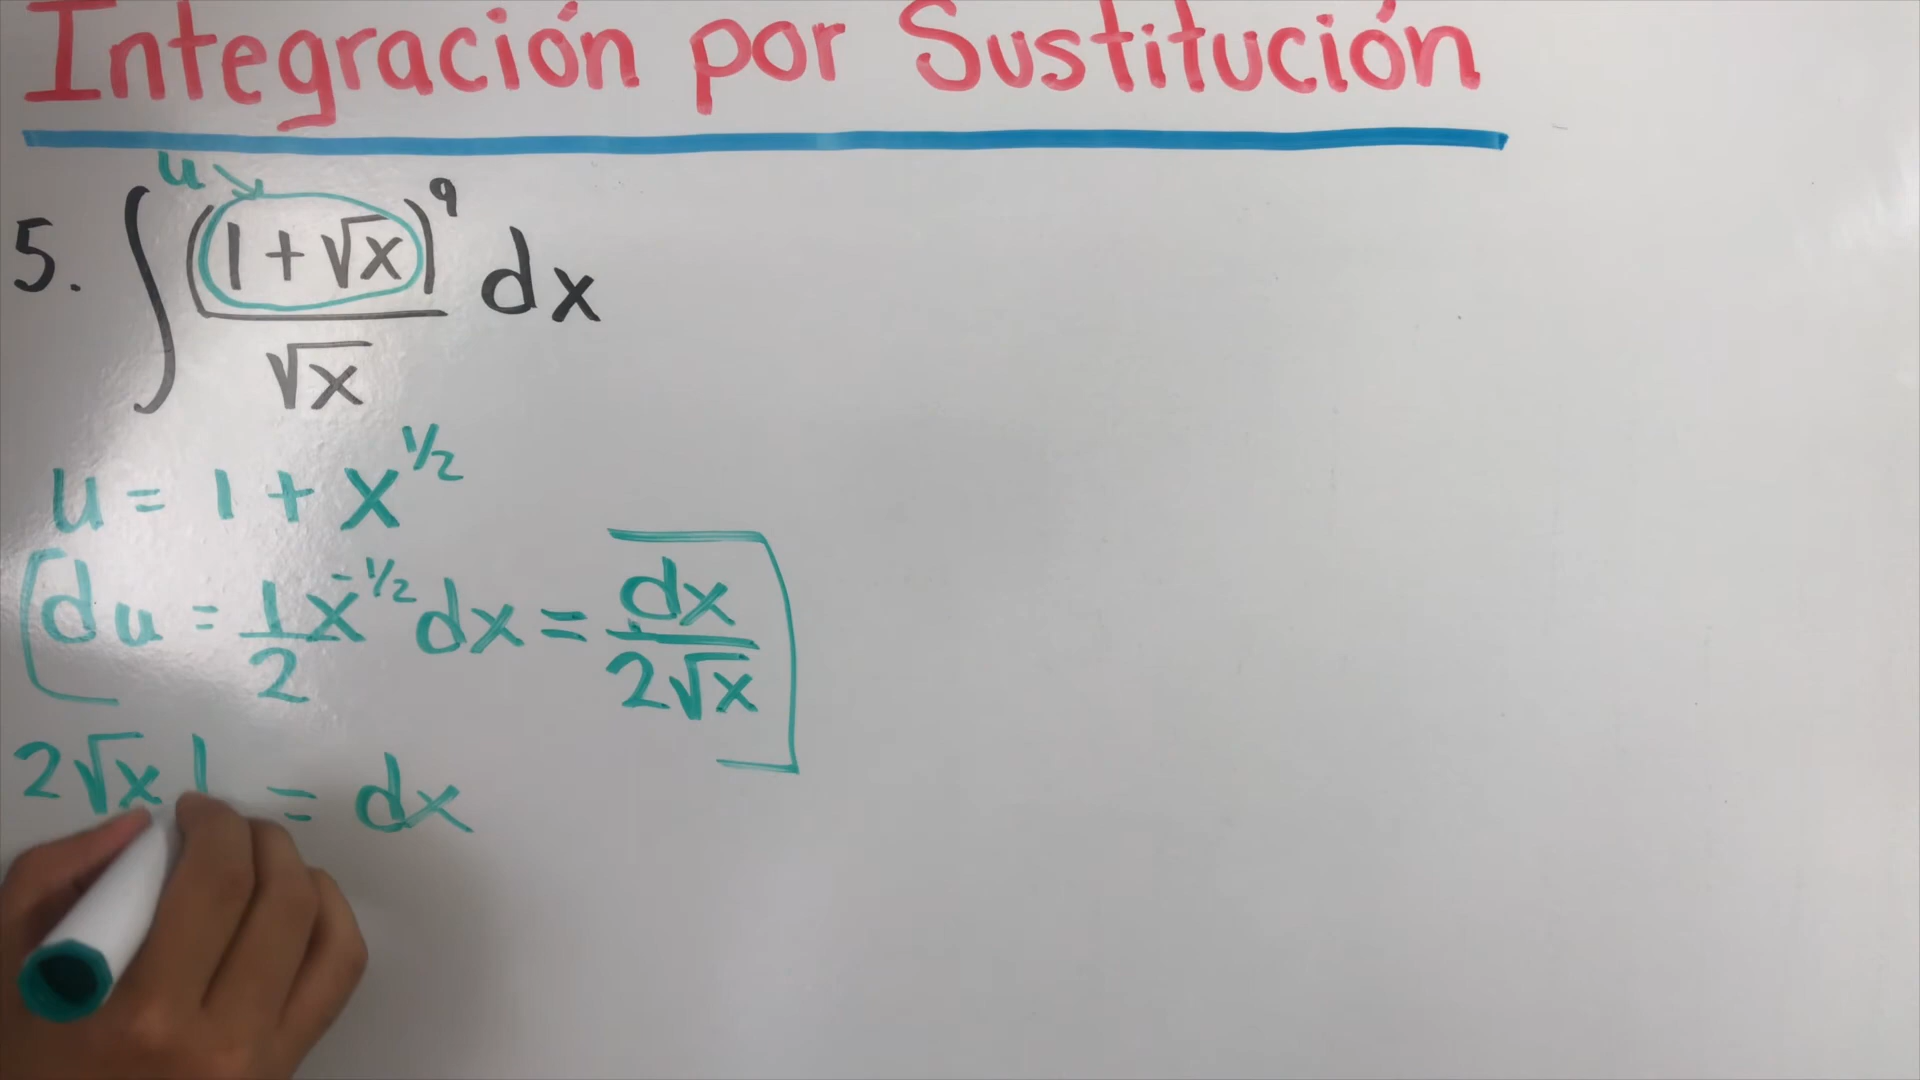 Integración por Sustitución
u
5. ∫ (1 + √x)⁹ / √x dx
u = 1 + x^1/2
du = 1/2 x^-1/2 dx = dx / 2√x
2√x = dx